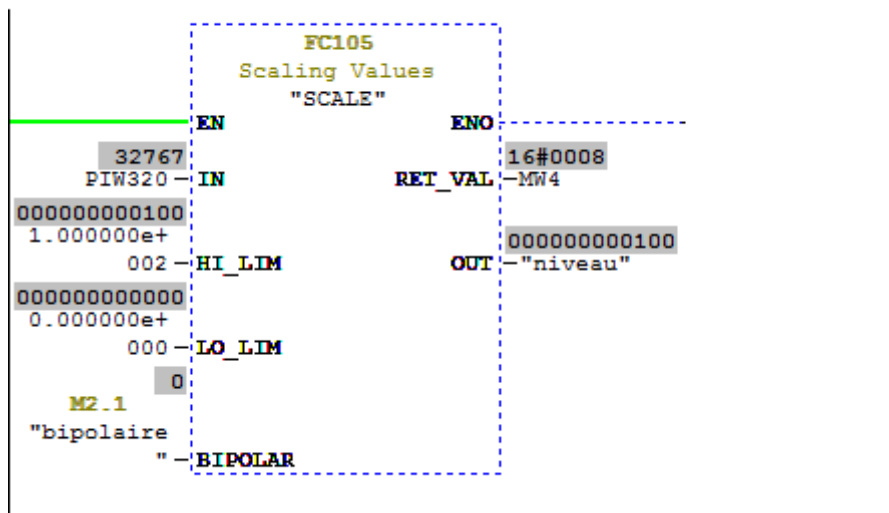 FC105
Scaling Values
"SCALE"
EN ENO
32767 16#0008
PIW320 IN RET_VAL MW4
000000000100
1.000000e+ 000000000100
002 HI_LIM OUT "niveau"
000000000000
0.000000e+
000 LO_LIM
0
M2.1
"bipolaire
" BIPOLAR